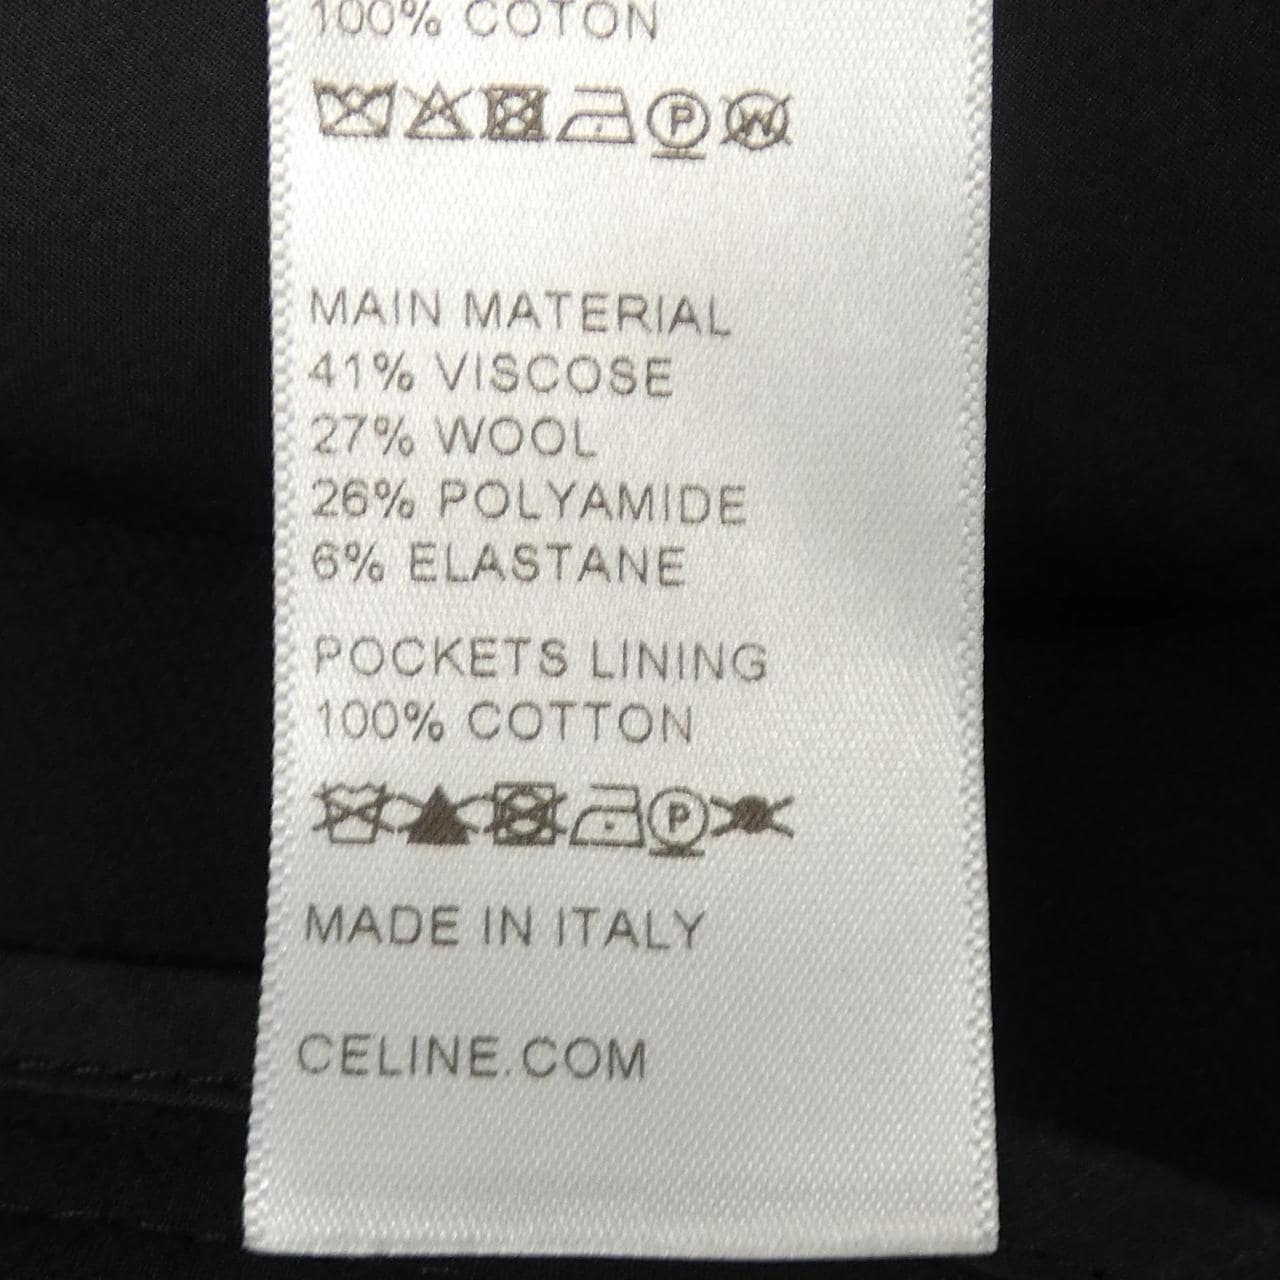 100% COTON
P W
MAIN MATERIAL
41% VISCOSE
27% WOOL
26% POLYAMIDE
6% ELASTANE
POCKETS LINING
100% COTTON
P
MADE IN ITALY
CELINE.COM